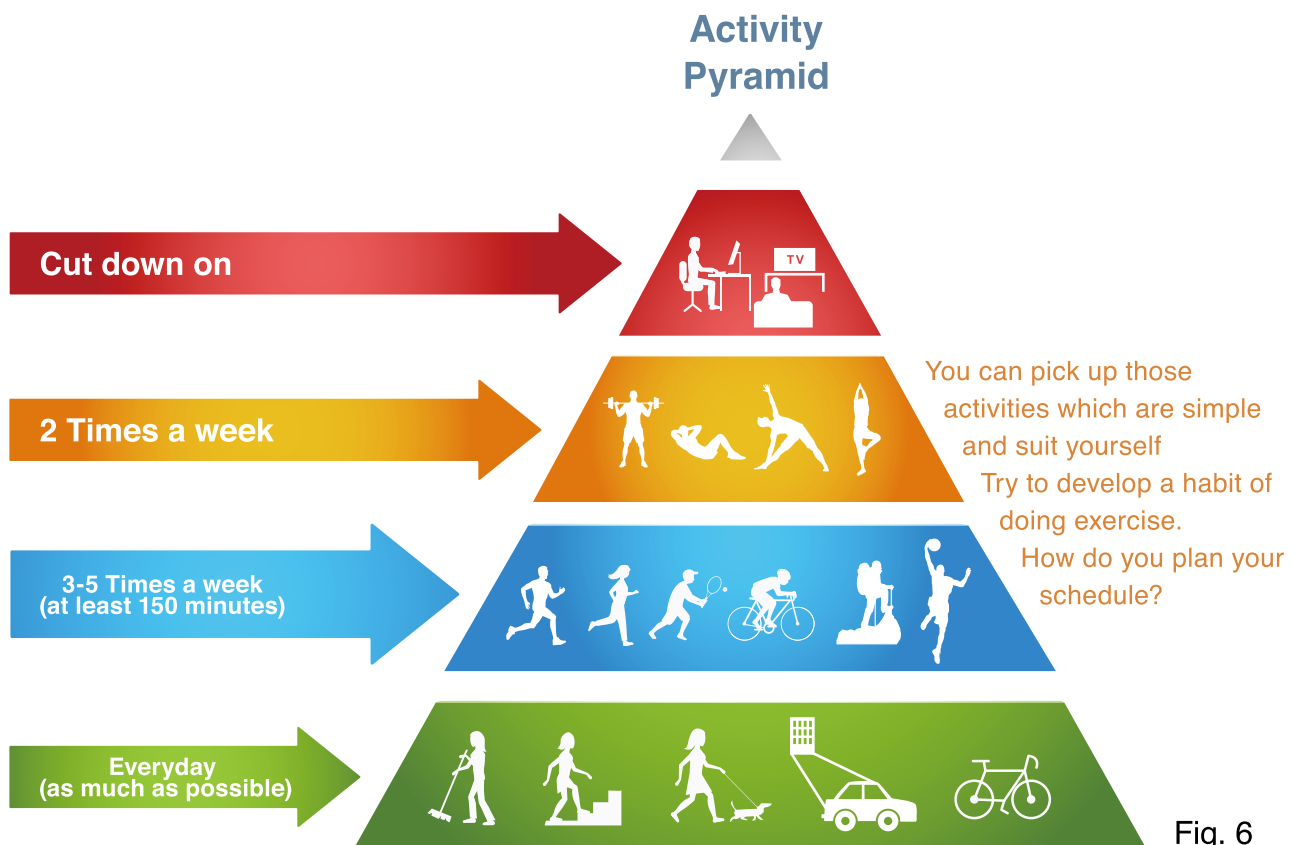 Activity
Pyramid
Cut down on
TV
2 Times a week
You can pick up those
activities which are simple
and suit yourself
Try to develop a habit of
doing exercise.
How do you plan your
schedule?
3-5 Times a week
(at least 150 minutes)
Everyday
(as much as possible)
Fig. 6